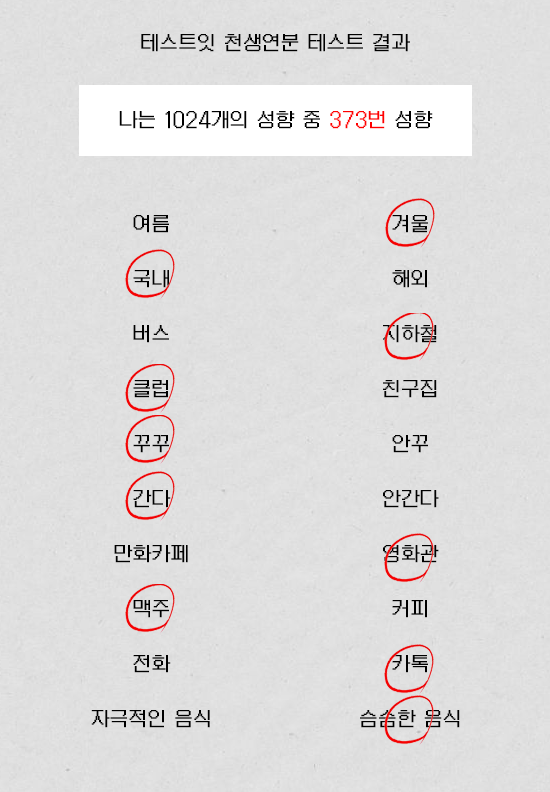 테스트잇 천생연분 테스트 결과
나는 1024개의 성향 중 373번 성향
여름 겨울
국내 해외
버스 지하철
클럽 친구집
꾸꾸 안꾸
간다 안간다
만화카페 영화관
맥주 커피
전화 카톡
자극적인 음식 슴슴한 음식